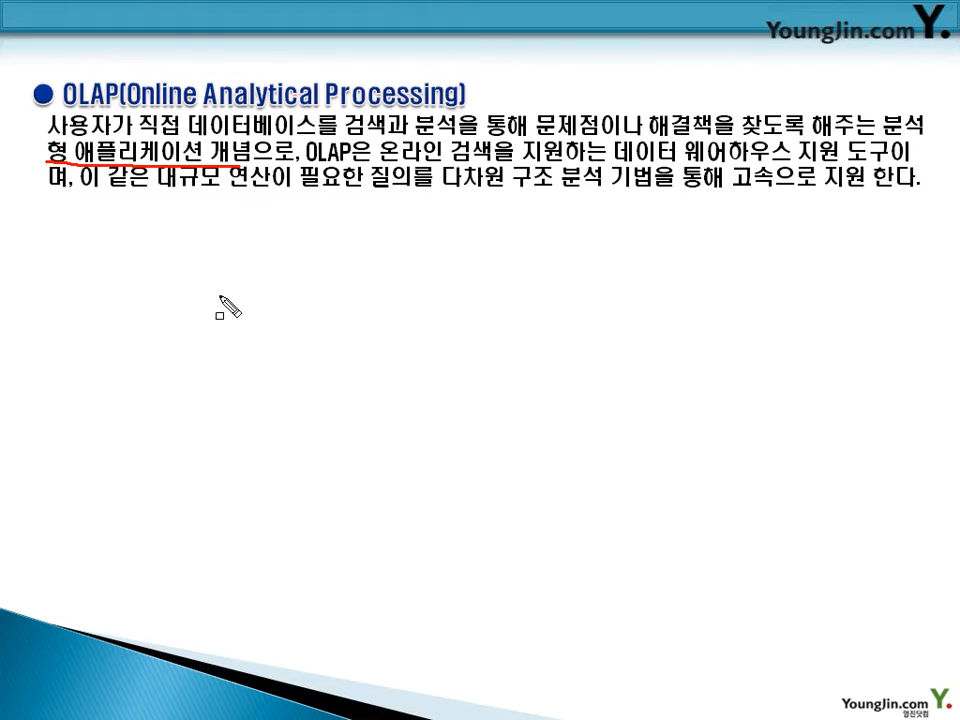 YoungJin.com Y.
OLAP(Online Analytical Processing)
사용자가 직접 데이터베이스를 검색과 분석을 통해 문제점이나 해결책을 찾도록 해주는 분석
형 애플리케이션 개념으로, OLAP은 온라인 검색을 지원하는 데이터 웨어하우스 지원 도구이
며, 이 같은 대규모 연산이 필요한 질의를 다차원 구조 분석 기법을 통해 고속으로 지원 한다.
YoungJin.com Y.
영진닷컴